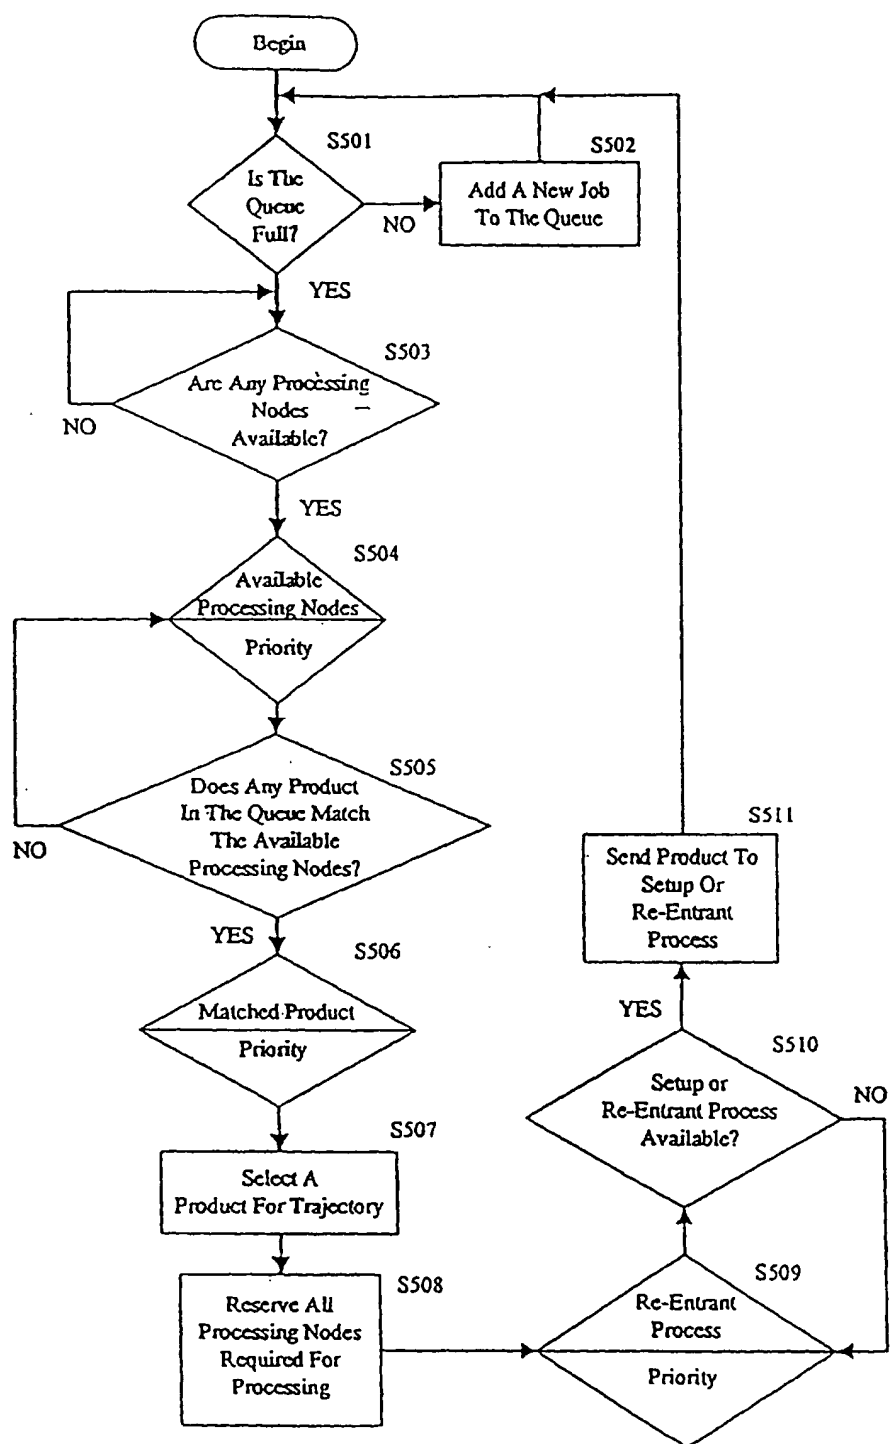 Begin
S501
Is The
Queue
Full?
NO
S502
Add A New Job
To The Queue
YES
S503
Are Any Processing
Nodes
Available?
NO
YES
S504
Available
Processing Nodes
Priority
S505
Does Any Product
In The Queue Match
The Available
Processing Nodes?
NO
YES
S506
Matched Product
Priority
S507
Select A
Product For Trajectory
S508
Reserve All
Processing Nodes
Required For
Processing
S509
Re-Entrant
Process
Priority
S510
Setup or
Re-Entrant Process
Available?
NO
YES
S511
Send Product To
Setup Or
Re-Entrant
Process